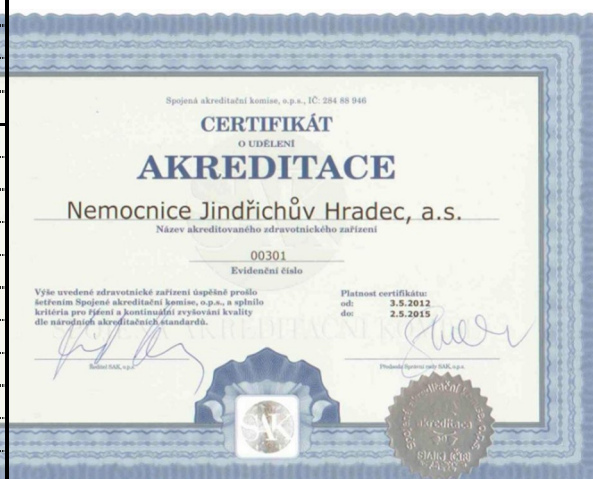 Spojená akreditační komise, o.p.s., IČ: 284 88 946
CERTIFIKÁT
O UDĚLENÍ
AKREDITACE
Nemocnice Jindřichův Hradec, a.s.
Název akreditovaného zdravotnického zařízení
00301
Evidenční číslo
Výše uvedené zdravotnické zařízení úspěšně prošlo
šetřením Spojené akreditační komise, o.p.s., a splnilo
kritéria pro řízení a kontinuální zvyšování kvality
dle národních akreditačních standardů.
Platnost certifikátu:
od: 3.5.2012
do: 2.5.2015
Ředitel SAK, o.p.s.
Předseda Správní rady SAK, o.p.s.